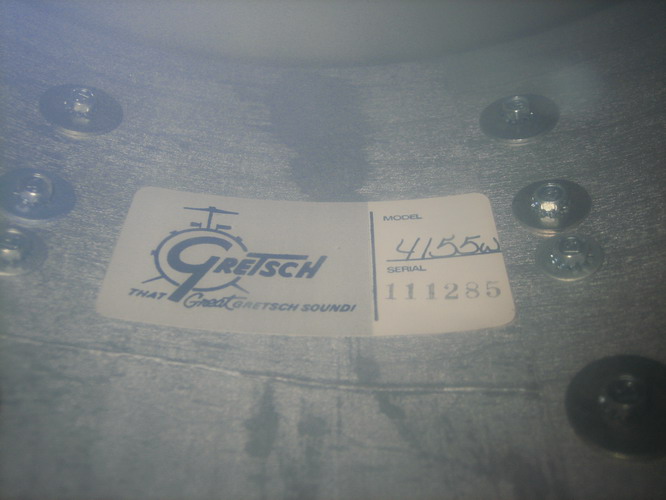 GRETSCH
THAT Great GRETSCH SOUND!
MODEL
4155W
SERIAL
111285